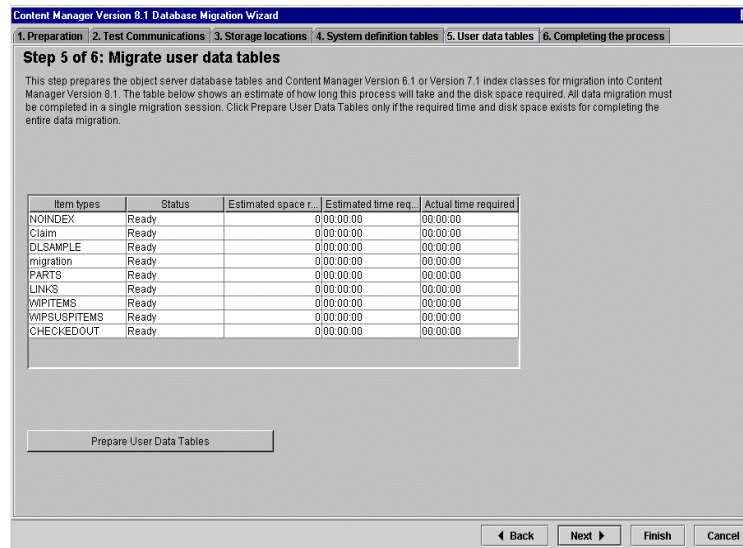 Content Manager Version 8.1 Database Migration Wizard
1. Preparation 2. Test Communications 3. Storage locations 4. System definition tables 5. User data tables 6. Completing the process
Step 5 of 6: Migrate user data tables
This step prepares the object server database tables and Content Manager Version 6.1 or Version 7.1 index classes for migration into Content
Manager Version 8.1. The table below shows an estimate of how long this process will take and the disk space required. All data migration must
be completed in a single migration session. Click Prepare User Data Tables only if the required time and disk space exists for completing the
entire data migration.
Item types Status Estimated space r... Estimated time req... Actual time required
NOINDEX Ready 0 00:00:00 00:00:00
Claim Ready 0 00:00:00 00:00:00
DLSAMPLE Ready 0 00:00:00 00:00:00
migration Ready 0 00:00:00 00:00:00
PARTS Ready 0 00:00:00 00:00:00
LINKS Ready 0 00:00:00 00:00:00
WIPITEMS Ready 0 00:00:00 00:00:00
WIPSUSPITEMS Ready 0 00:00:00 00:00:00
CHECKEDOUT Ready 0 00:00:00 00:00:00
Prepare User Data Tables
Back Next Finish Cancel